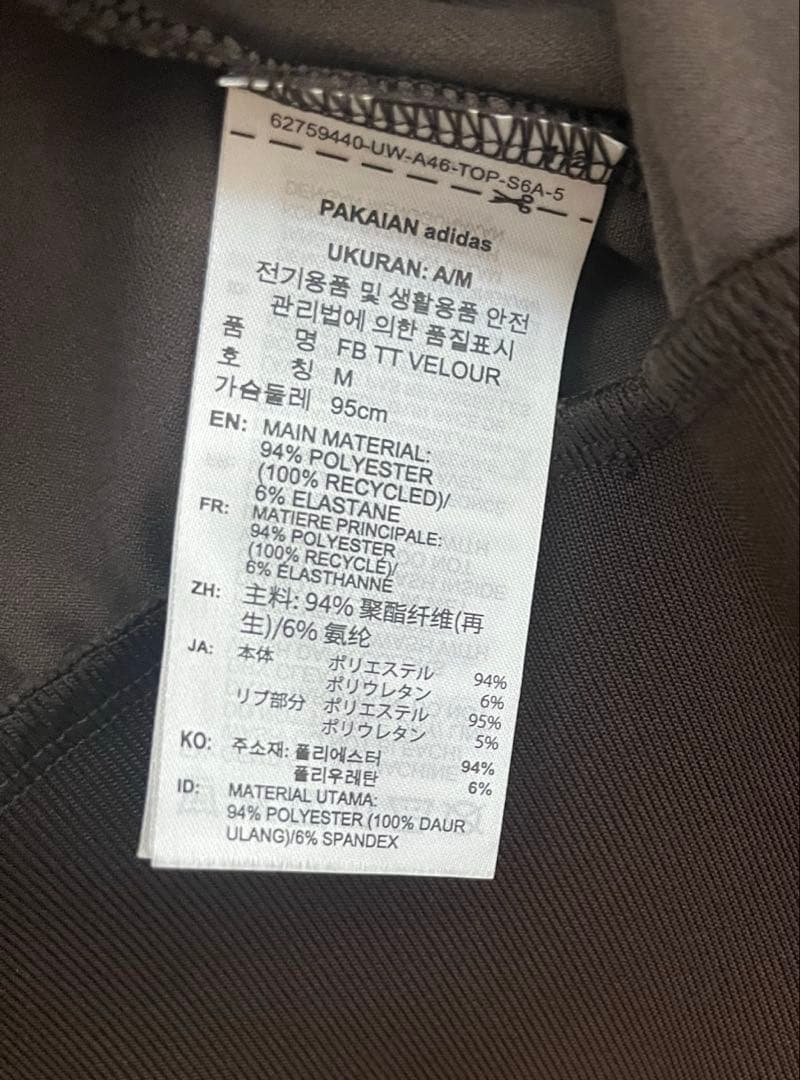 62759440-UW-A46-TOP-S6A-5
PAKAIAN adidas
UKURAN: A/M
전기용품 및 생활용품 안전
관리법에 의한 품질표시
품 명 FB TT VELOUR
호 칭 M
가슴둘레 95cm
EN: MAIN MATERIAL:
94% POLYESTER
(100% RECYCLED)/
6% ELASTANE
FR: MATIERE PRINCIPALE:
94% POLYESTER
(100% RECYCLÉ)/
6% ÉLASTHANNE
ZH: 主料: 94% 聚酯纤维(再
生)/6% 氨纶
JA: 本体 ポリエステル 94%
ポリウレタン 6%
リブ部分 ポリエステル 95%
ポリウレタン 5%
KO: 주소재: 폴리에스터 94%
폴리우레탄 6%
ID: MATERIAL UTAMA:
94% POLYESTER (100% DAUR
ULANG)/6% SPANDEX